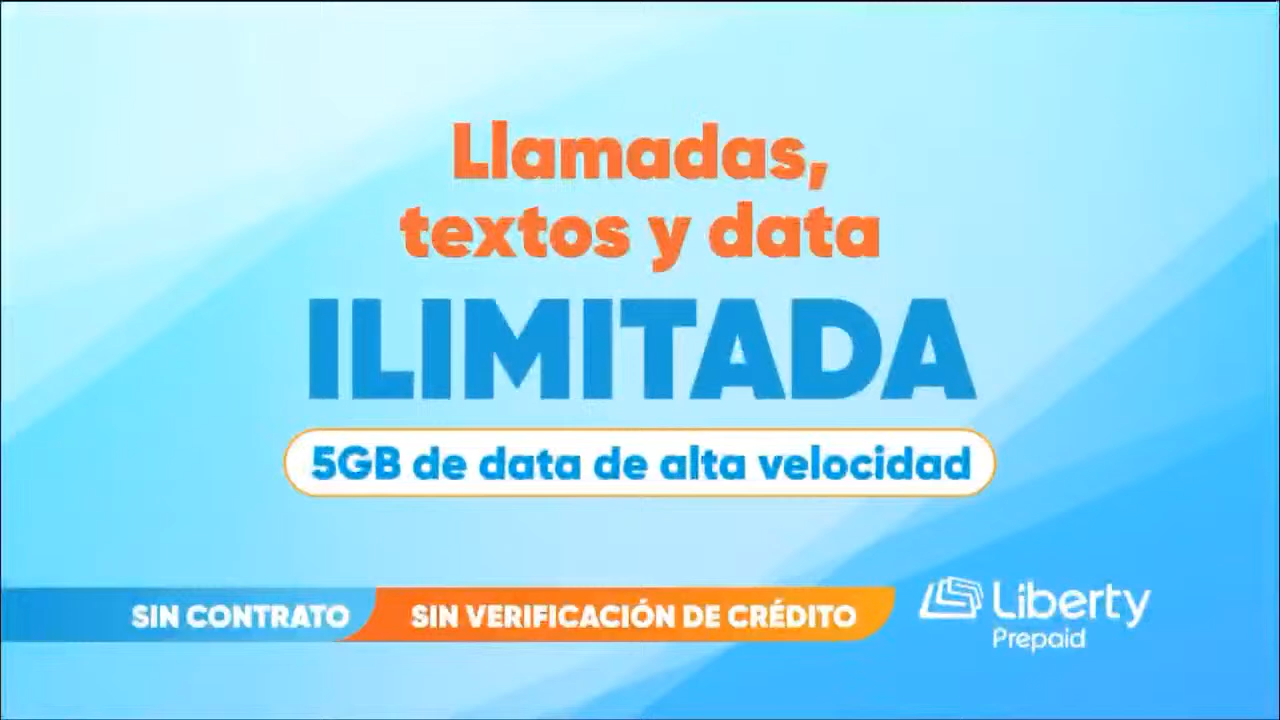 Llamadas,
textos y data
ILIMITADA
5GB de data de alta velocidad
SIN CONTRATO
SIN VERIFICACIÓN DE CRÉDITO
Liberty
Prepaid